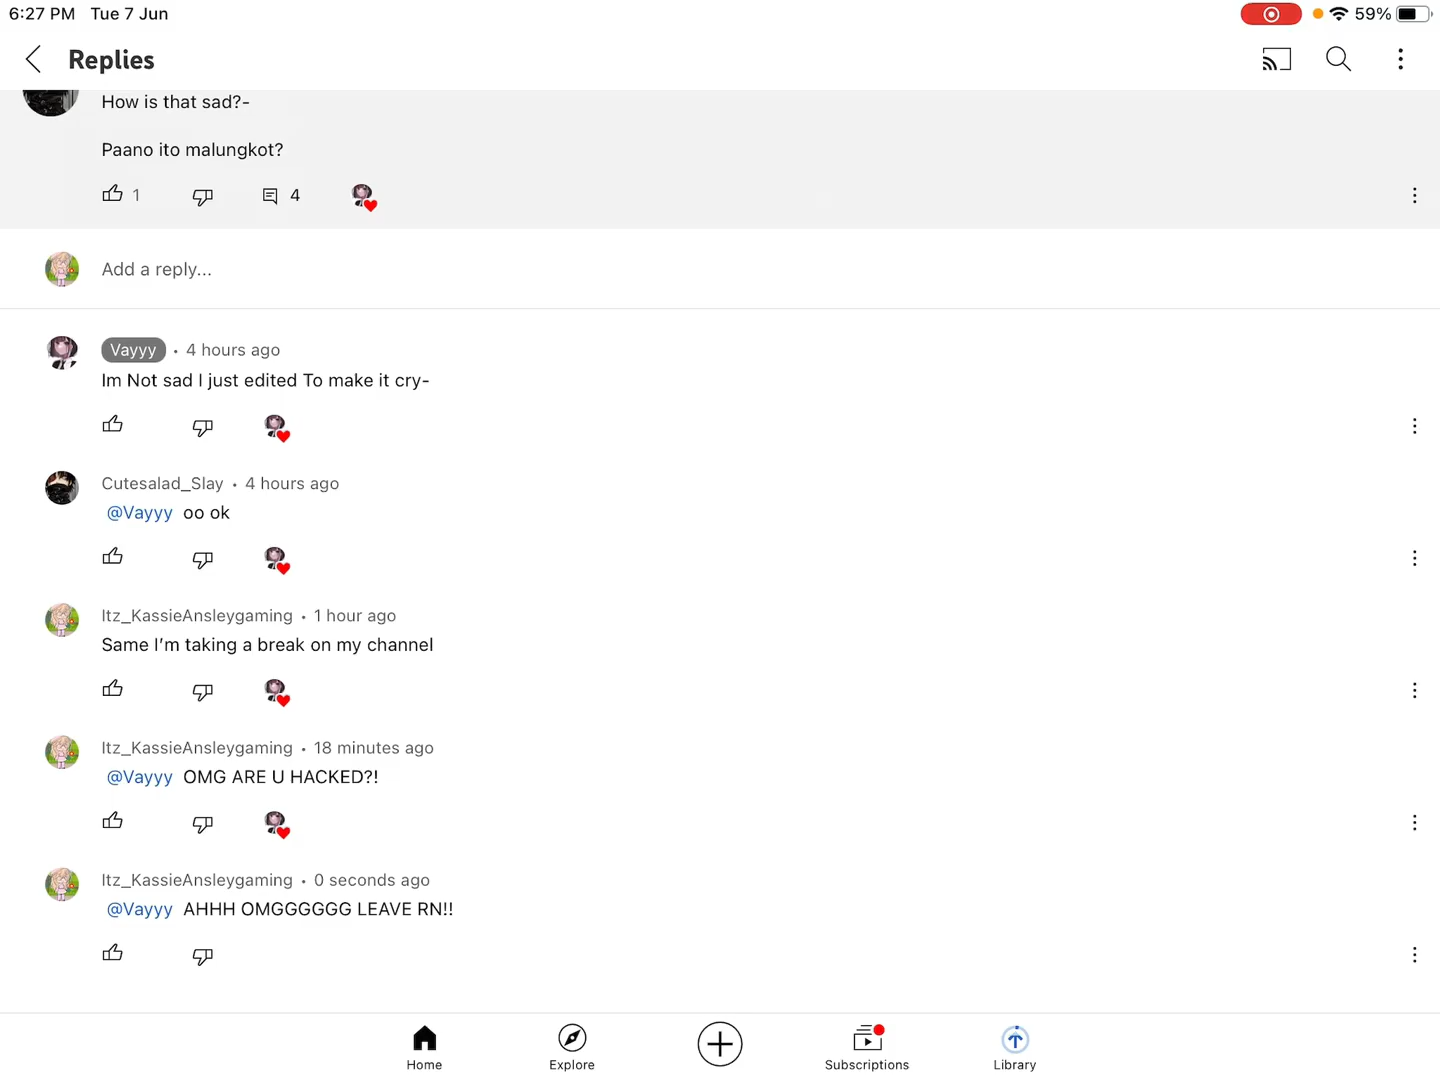 6:27 PM Tue 7 Jun 59%
Replies
How is that sad?-
Paano ito malungkot?
1 4
Add a reply...
Vayyy • 4 hours ago
Im Not sad I just edited To make it cry-
Cutesalad_Slay • 4 hours ago
@Vayyy oo ok
Itz_KassieAnsleygaming • 1 hour ago
Same I’m taking a break on my channel
Itz_KassieAnsleygaming • 18 minutes ago
@Vayyy OMG ARE U HACKED?!
Itz_KassieAnsleygaming • 0 seconds ago
@Vayyy AHHH OMGGGGGG LEAVE RN!!
Home Explore Subscriptions Library